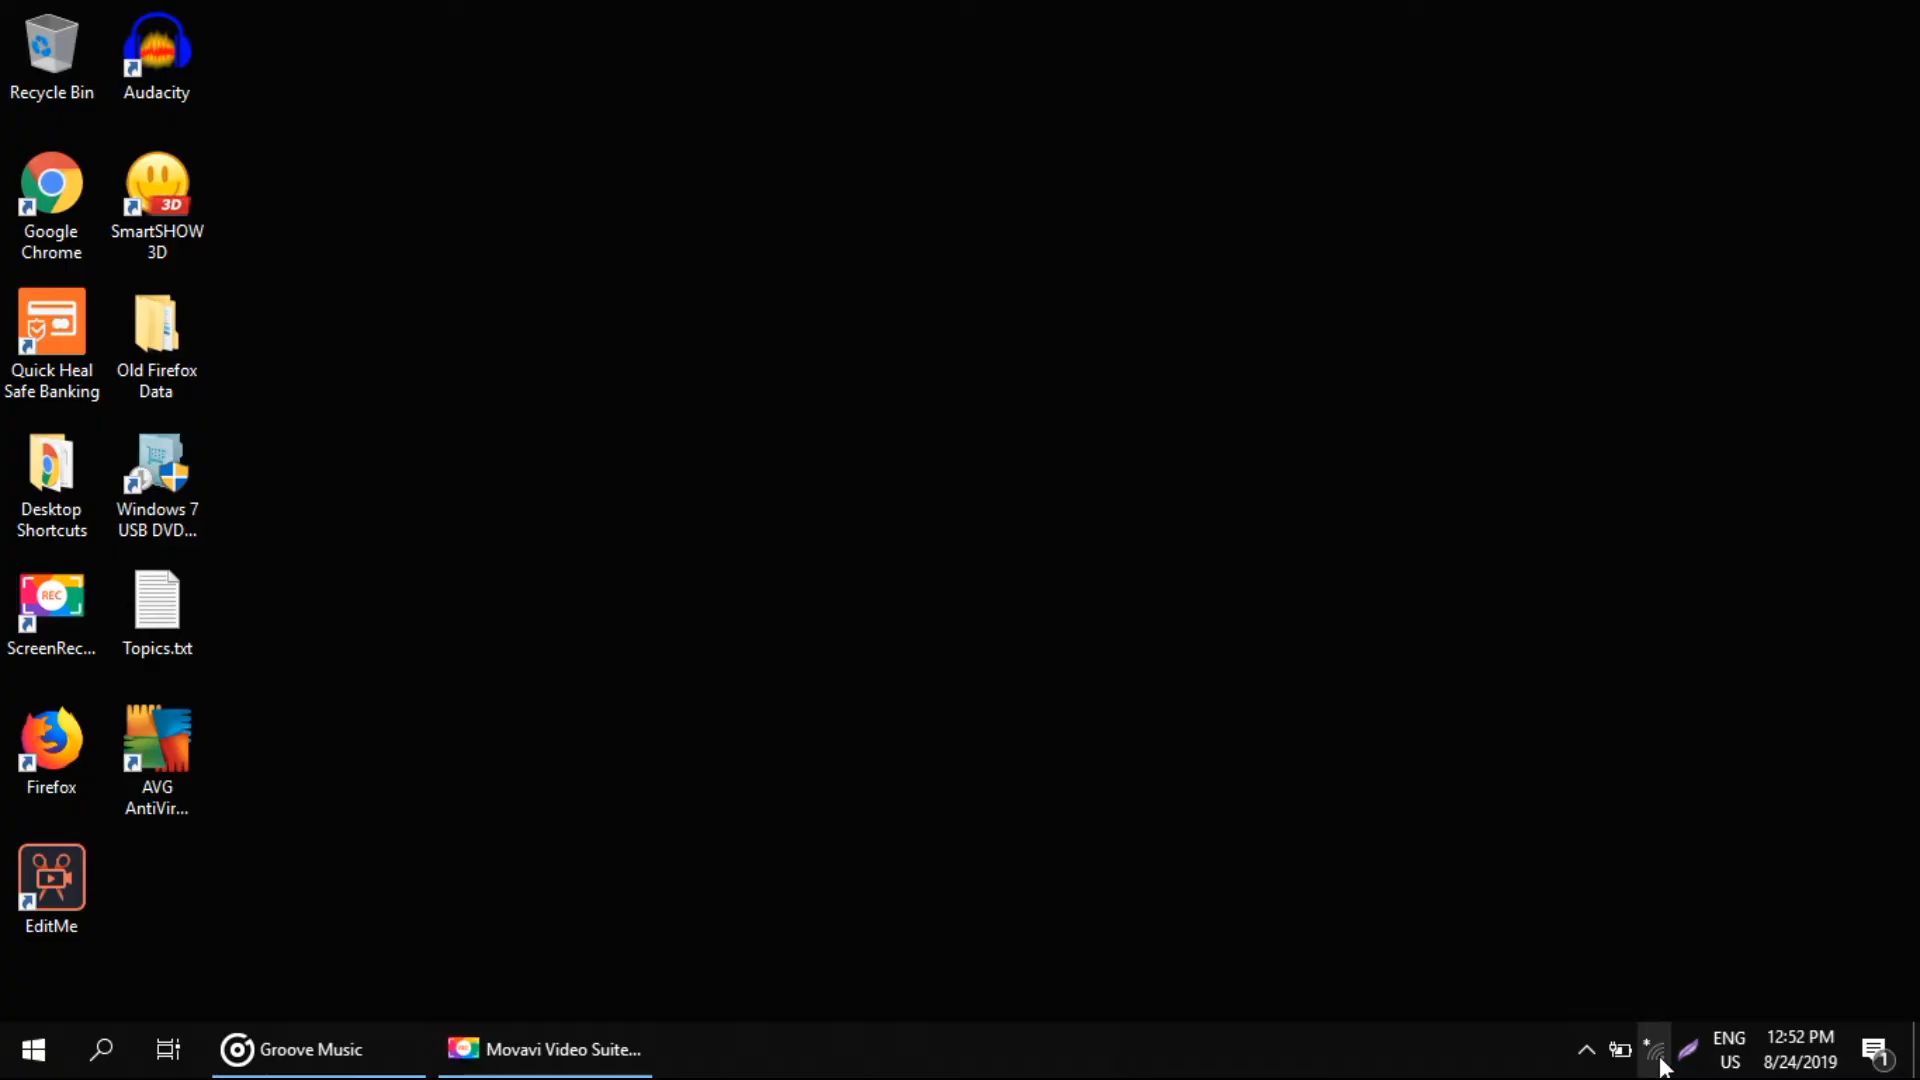 Recycle Bin
Audacity
Google
Chrome
3D
SmartSHOW
3D
Quick Heal
Safe Banking
Old Firefox
Data
Desktop
Shortcuts
Windows 7
USB DVD...
REC
ScreenRec...
Topics.txt
Firefox
AVG
AntiVir...
EditMe
Groove Music
REC
Movavi Video Suite...
ENG
US
12:52 PM
8/24/2019
1